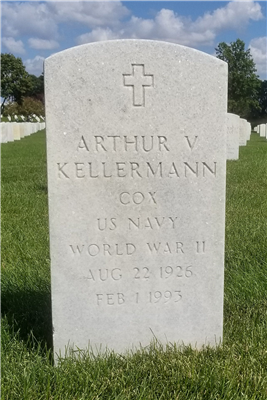 ARTHUR V
KELLERMANN
COX
US NAVY
WORLD WAR II
AUG 22 1926
FEB 1 1993